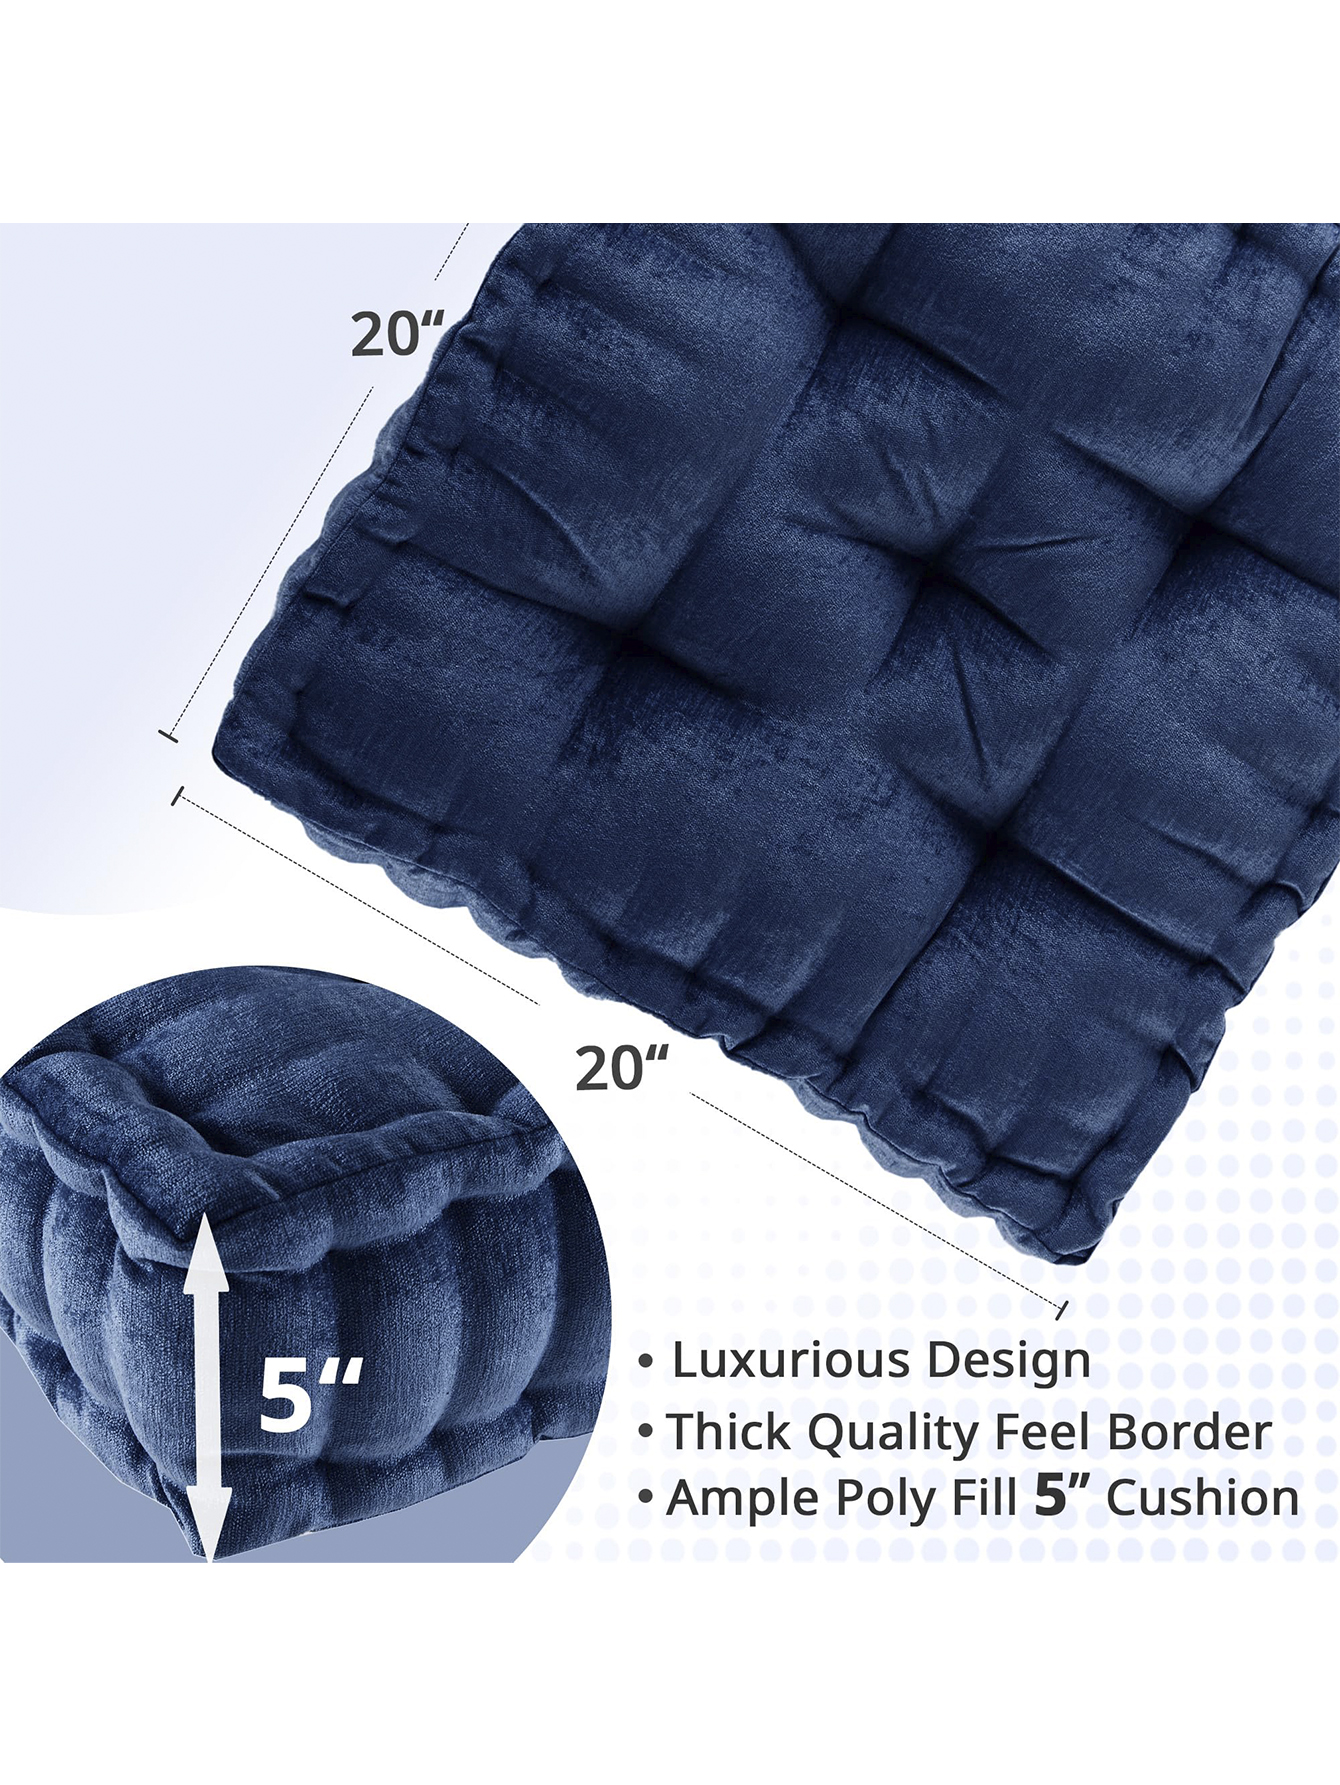 20“
20“
5“
• Luxurious Design
• Thick Quality Feel Border
• Ample Poly Fill 5” Cushion